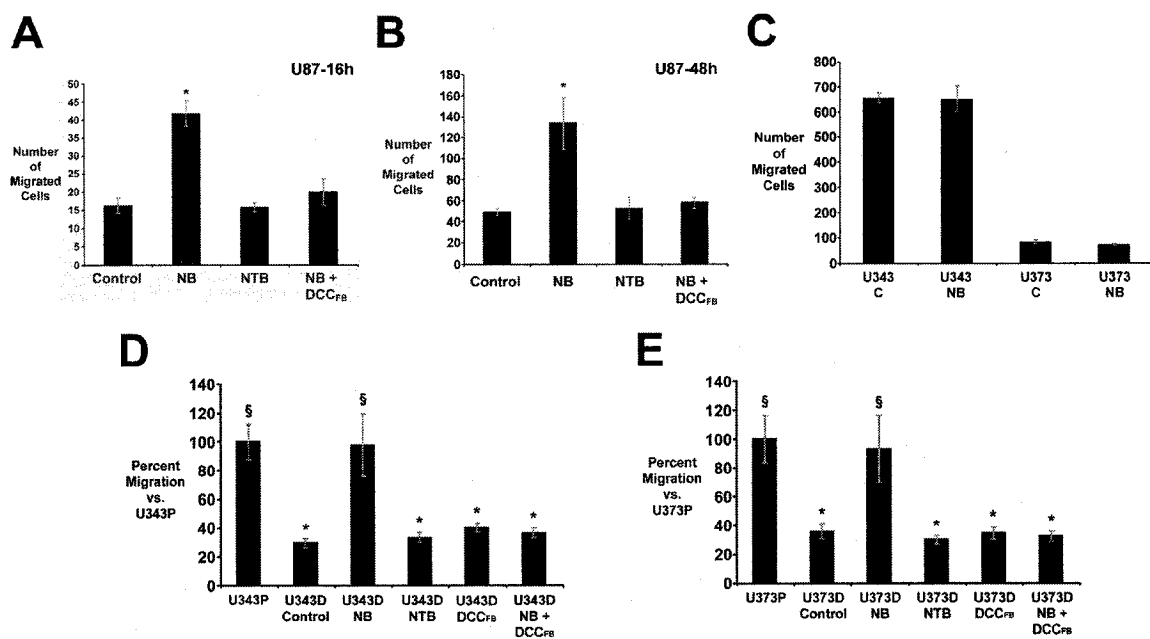 A
U87-16h
Number
of
Migrated
Cells
50
45
40
35
30
25
20
15
10
5
0
*
Control
NB
NTB
NB +
DCCFB
B
U87-48h
Number
of
Migrated
Cells
180
160
140
120
100
80
60
40
20
0
*
Control
NB
NTB
NB +
DCCFB
C
Number
of
Migrated
Cells
800
700
600
500
400
300
200
100
0
U343
C
U343
NB
U373
C
U373
NB
D
Percent
Migration
vs.
U343P
140
120
100
80
60
40
20
0
§
*
§
*
*
*
U343P
U343D
Control
U343D
NB
U343D
NTB
U343D
DCCFB
U343D
NB +
DCCFB
E
Percent
Migration
vs.
U373P
140
120
100
80
60
40
20
0
§
*
§
*
*
*
U373P
U373D
Control
U373D
NB
U373D
NTB
U373D
DCCFB
U373D
NB +
DCCFB